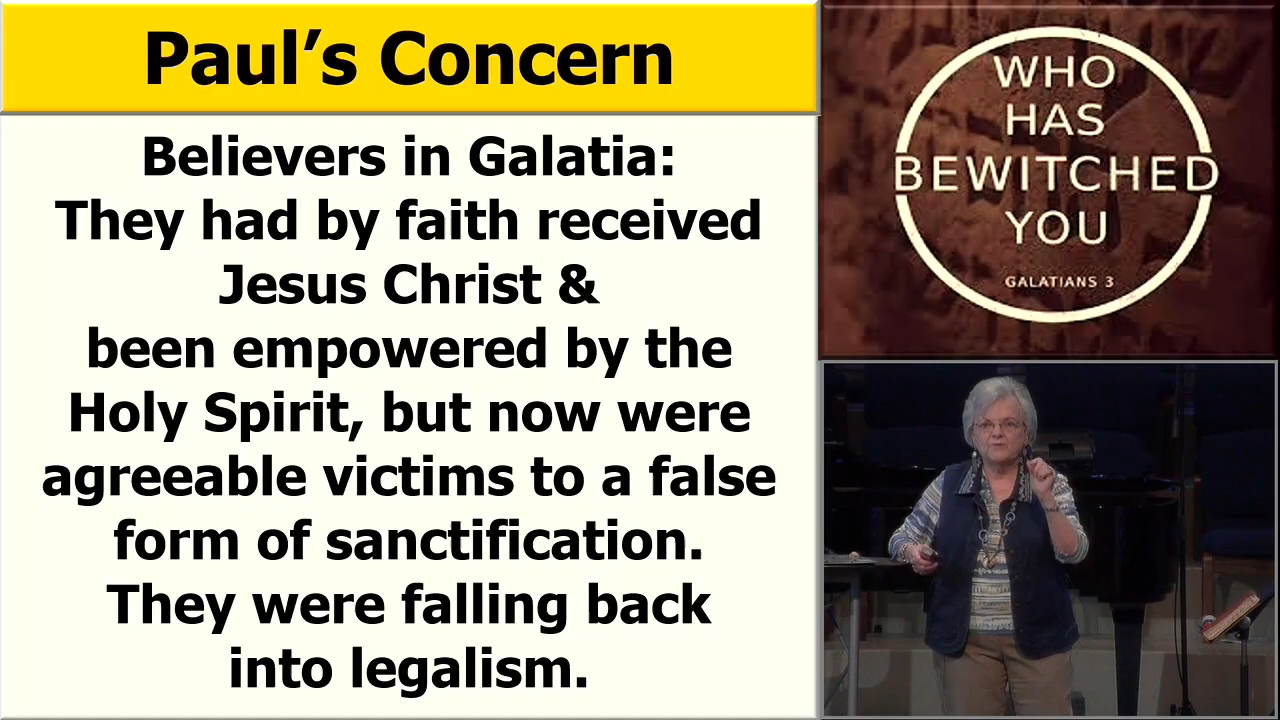 Paul’s Concern
Believers in Galatia:
They had by faith received
Jesus Christ &
been empowered by the
Holy Spirit, but now were
agreeable victims to a false
form of sanctification.
They were falling back
into legalism.
WHO
HAS
BEWITCHED
YOU
GALATIANS 3